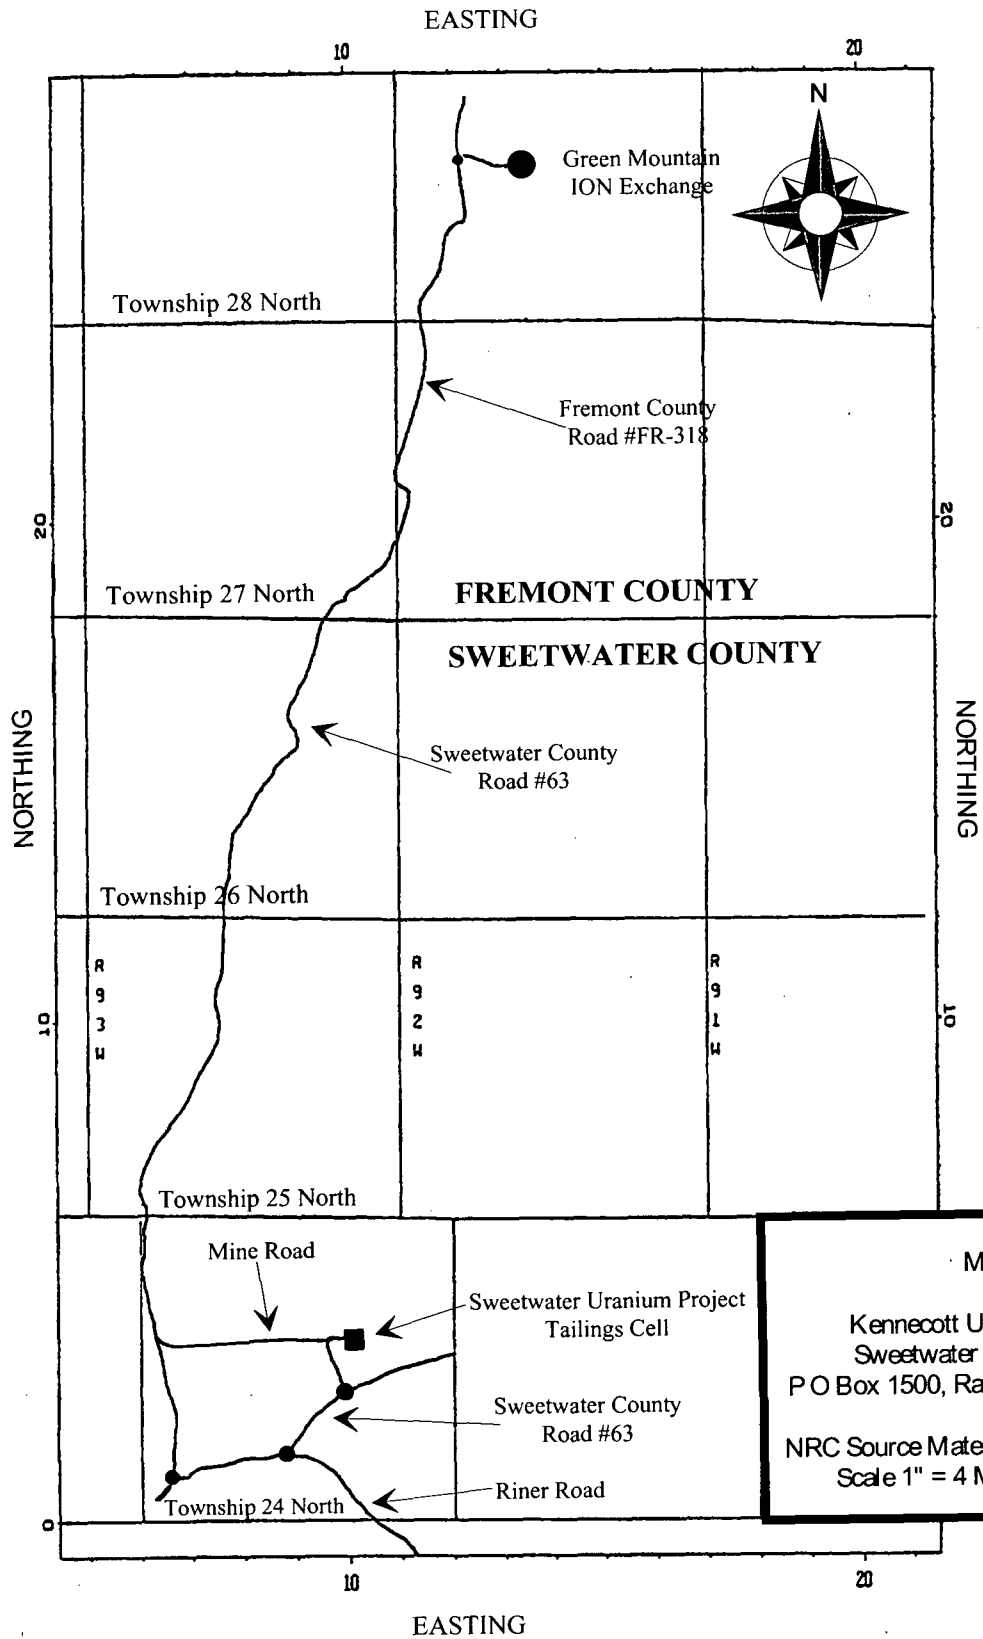 EASTING
10
20
N
Green Mountain
ION Exchange
Township 28 North
Fremont County
Road #FR-318
20
20
Township 27 North
FREMONT COUNTY
SWEETWATER COUNTY
NORTHING
NORTHING
Sweetwater County
Road #63
Township 26 North
R
9
3
W
R
9
2
W
R
9
1
W
10
10
Township 25 North
Mine Road
Sweetwater Uranium Project
Tailings Cell
M
Kennecott U
Sweetwater
P O Box 1500, Ra
Sweetwater County
Road #63
NRC Source Mate
Scale 1" = 4 M
Riner Road
Township 24 North
0
10
20
EASTING